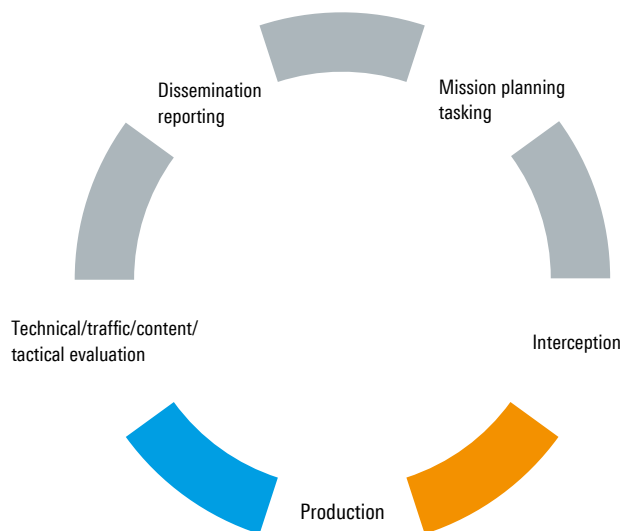 Dissemination
reporting
Mission planning
tasking
Technical/traffic/content/
tactical evaluation
Interception
Production